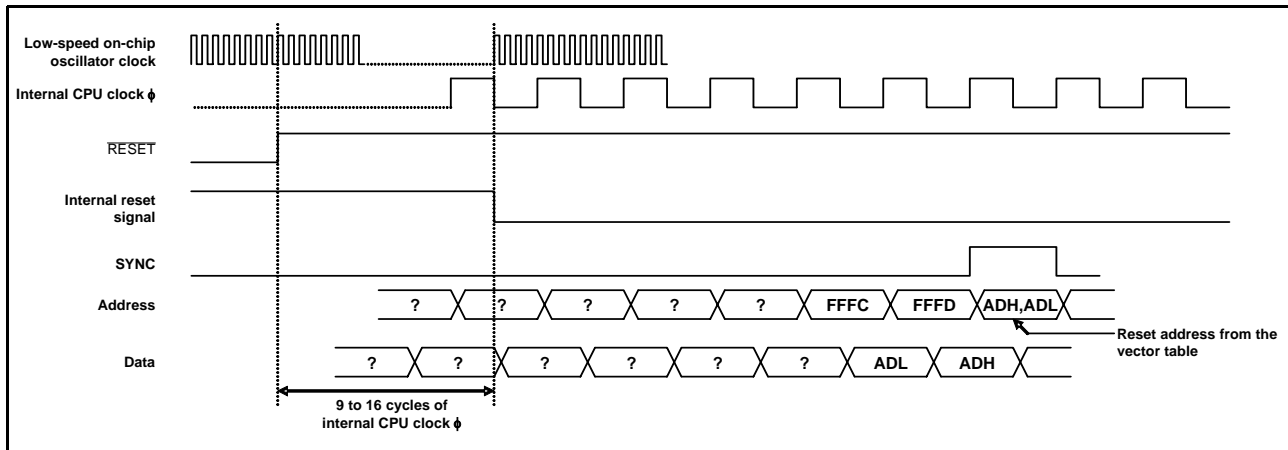 Low-speed on-chip
oscillator clock
Internal CPU clock ϕ
RESET
Internal reset
signal
SYNC
Address
? ? ? ? ? FFFC FFFD ADH,ADL
Reset address from the
vector table
Data
? ? ? ? ? ? ADL ADH
9 to 16 cycles of
internal CPU clock ϕ